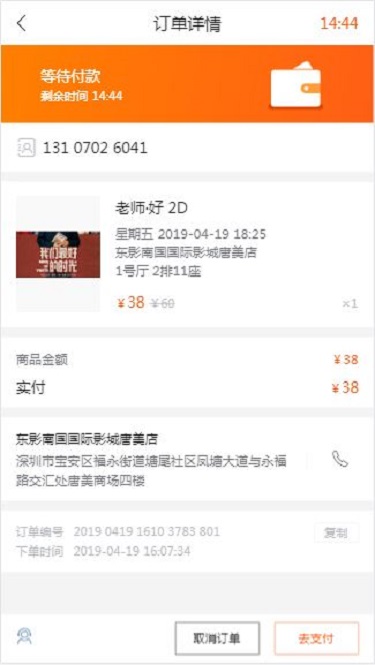 订单详情
14:44
等待付款
剩余时间 14:44
131 0702 6041
老师·好 2D
星期五 2019-04-19 18:25
东影南国国际影城唐美店
1号厅 2排11座
我们最好
的时光
¥38 ¥60
×1
商品金额
¥38
实付
¥38
东影南国国际影城唐美店
深圳市宝安区福永街道塘尾社区凤塘大道与永福
路交汇处唐美商场四楼
订单编号 2019 0419 1610 3783 801
复制
下单时间 2019-04-19 16:07:34
取消订单
去支付